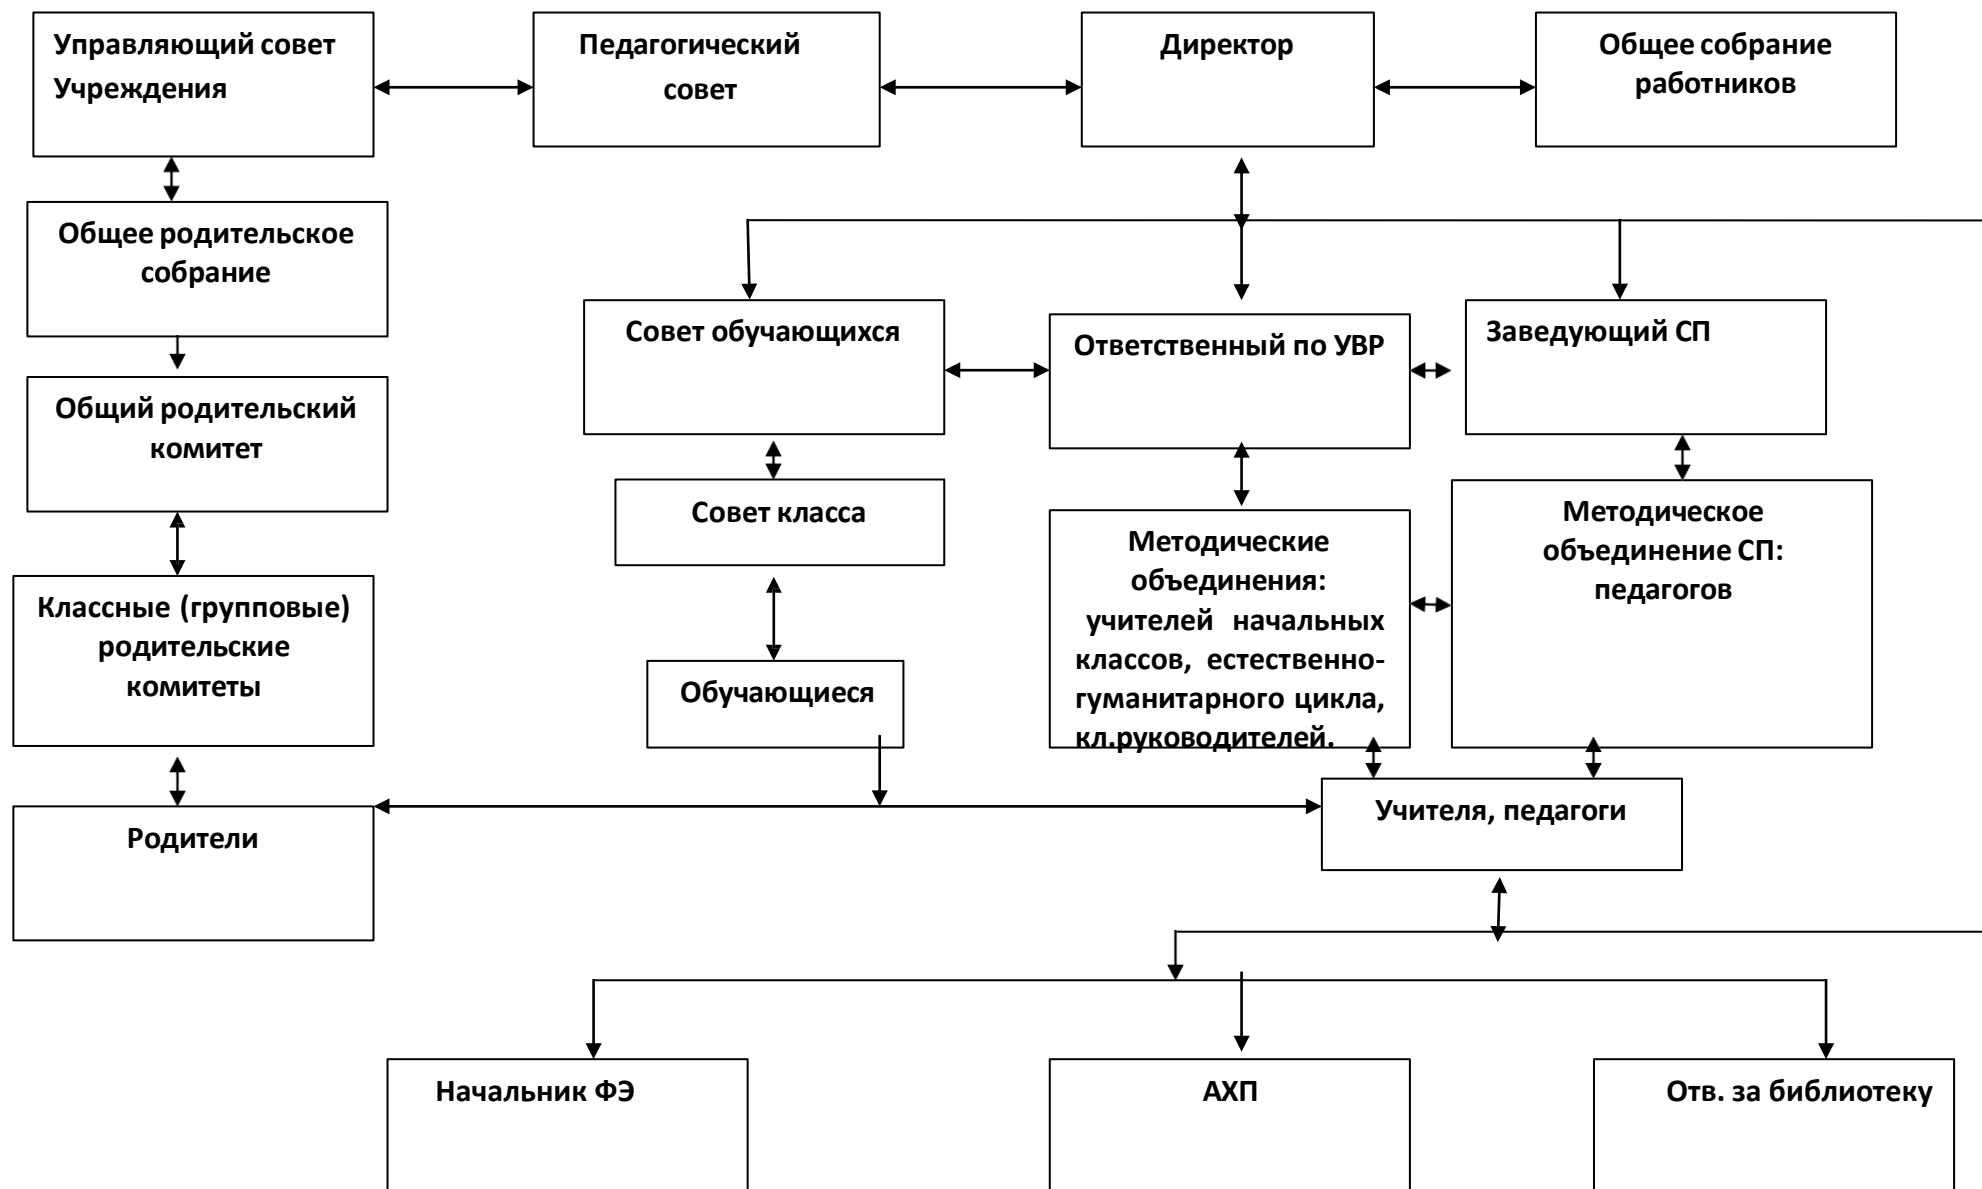 Управляющий совет
Учреждения
Педагогический
совет
Директор
Общее собрание
работников
Общее родительское
собрание
Совет обучающихся
Ответственный по УВР
Заведующий СП
Общий родительский
комитет
Совет класса
Методические
объединения:
учителей начальных
классов, естественно-
гуманитарного цикла,
кл.руководителей.
Методическое
объединение СП:
педагогов
Классные (групповые)
родительские
комитеты
Обучающиеся
Родители
Учителя, педагоги
Начальник ФЭ
АХП
Отв. за библиотеку